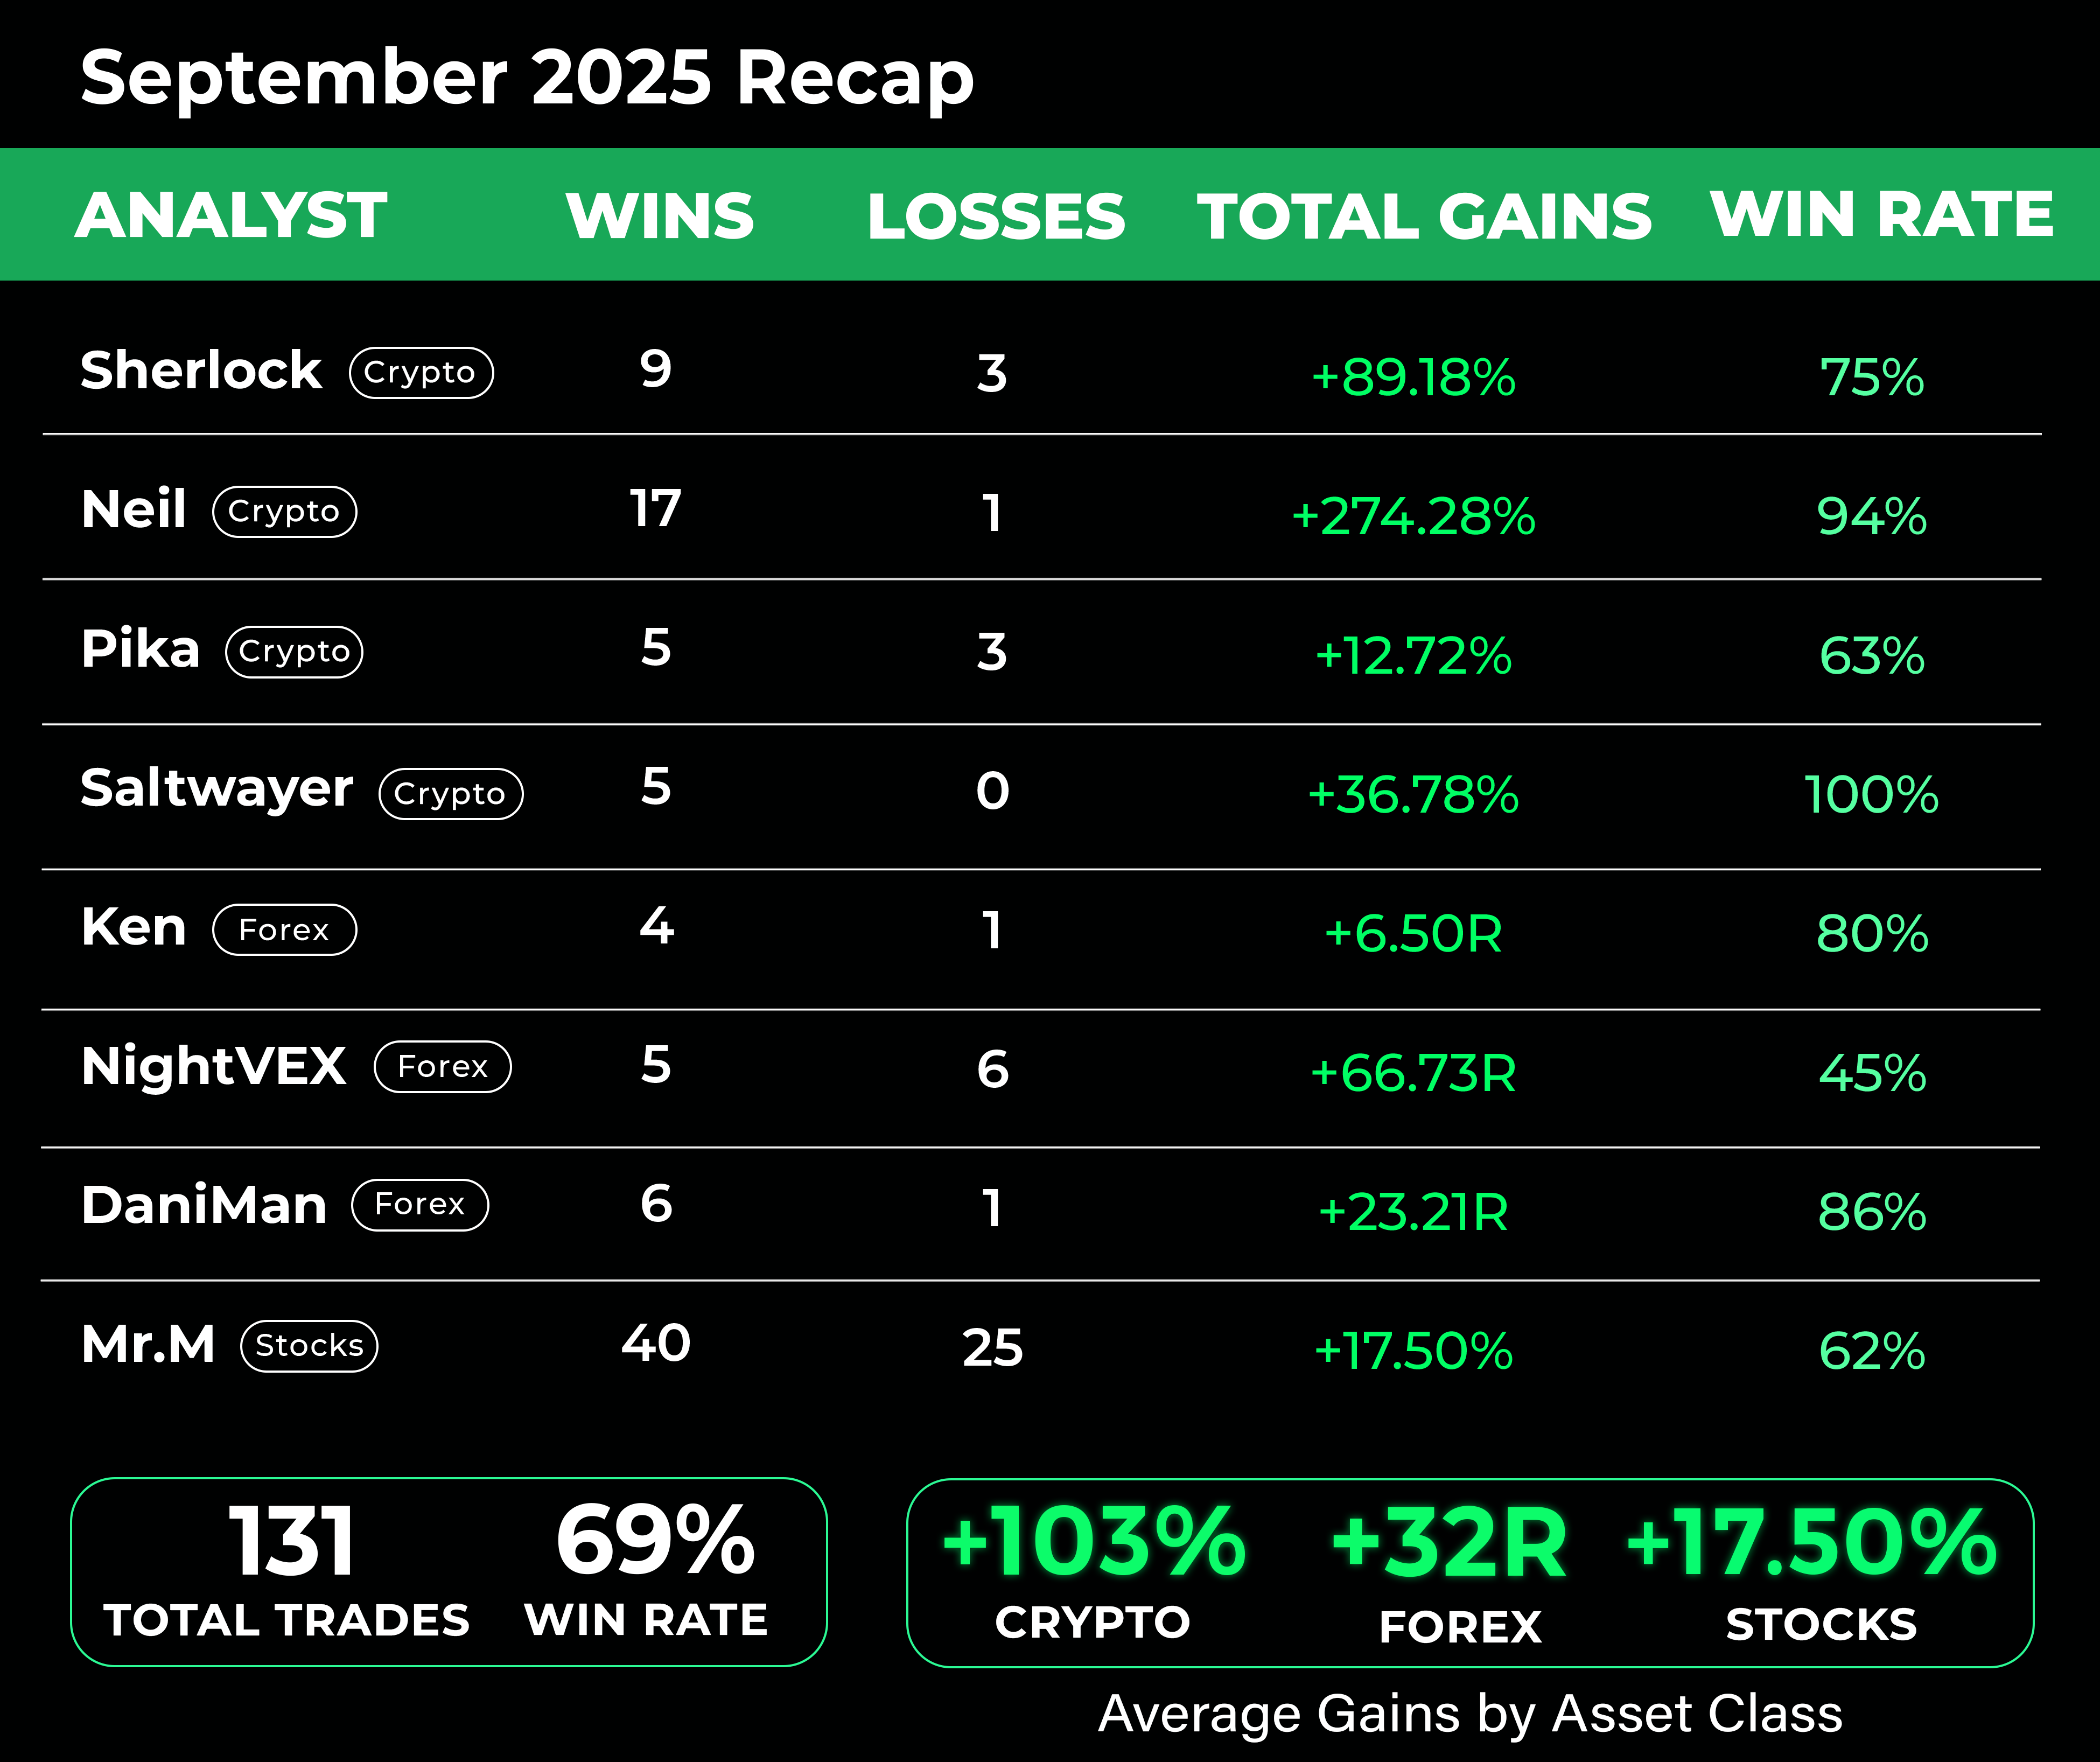 September 2025 Recap
ANALYST WINS LOSSES TOTAL GAINS WIN RATE
Sherlock Crypto 9 3 +89.18% 75%
Neil Crypto 17 1 +274.28% 94%
Pika Crypto 5 3 +12.72% 63%
Saltwayer Crypto 5 0 +36.78% 100%
Ken Forex 4 1 +6.50R 80%
NightVEX Forex 5 6 +66.73R 45%
DaniMan Forex 6 1 +23.21R 86%
Mr.M Stocks 40 25 +17.50% 62%
131 69% +103% +32R +17.50%
TOTAL TRADES WIN RATE CRYPTO FOREX STOCKS
Average Gains by Asset Class